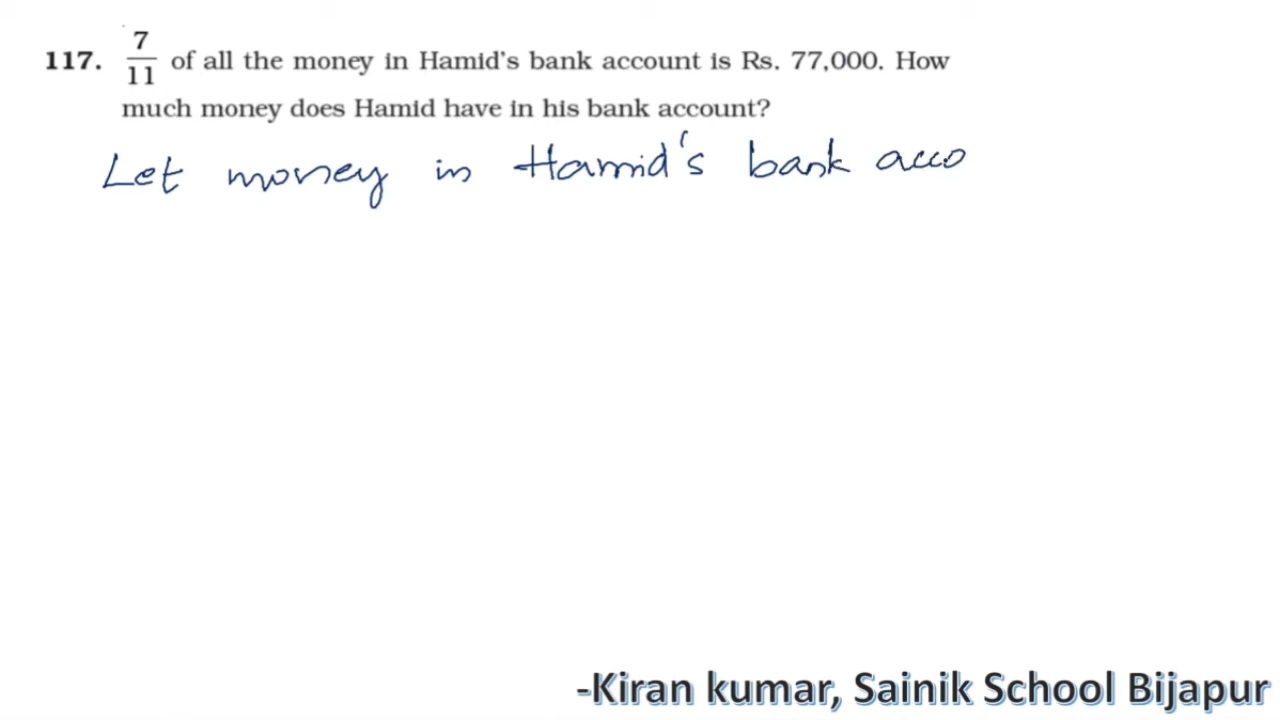 117. 7/11 of all the money in Hamid's bank account is Rs. 77,000. How
much money does Hamid have in his bank account?
Let money in Hamid's bank acco
-Kiran kumar, Sainik School Bijapur